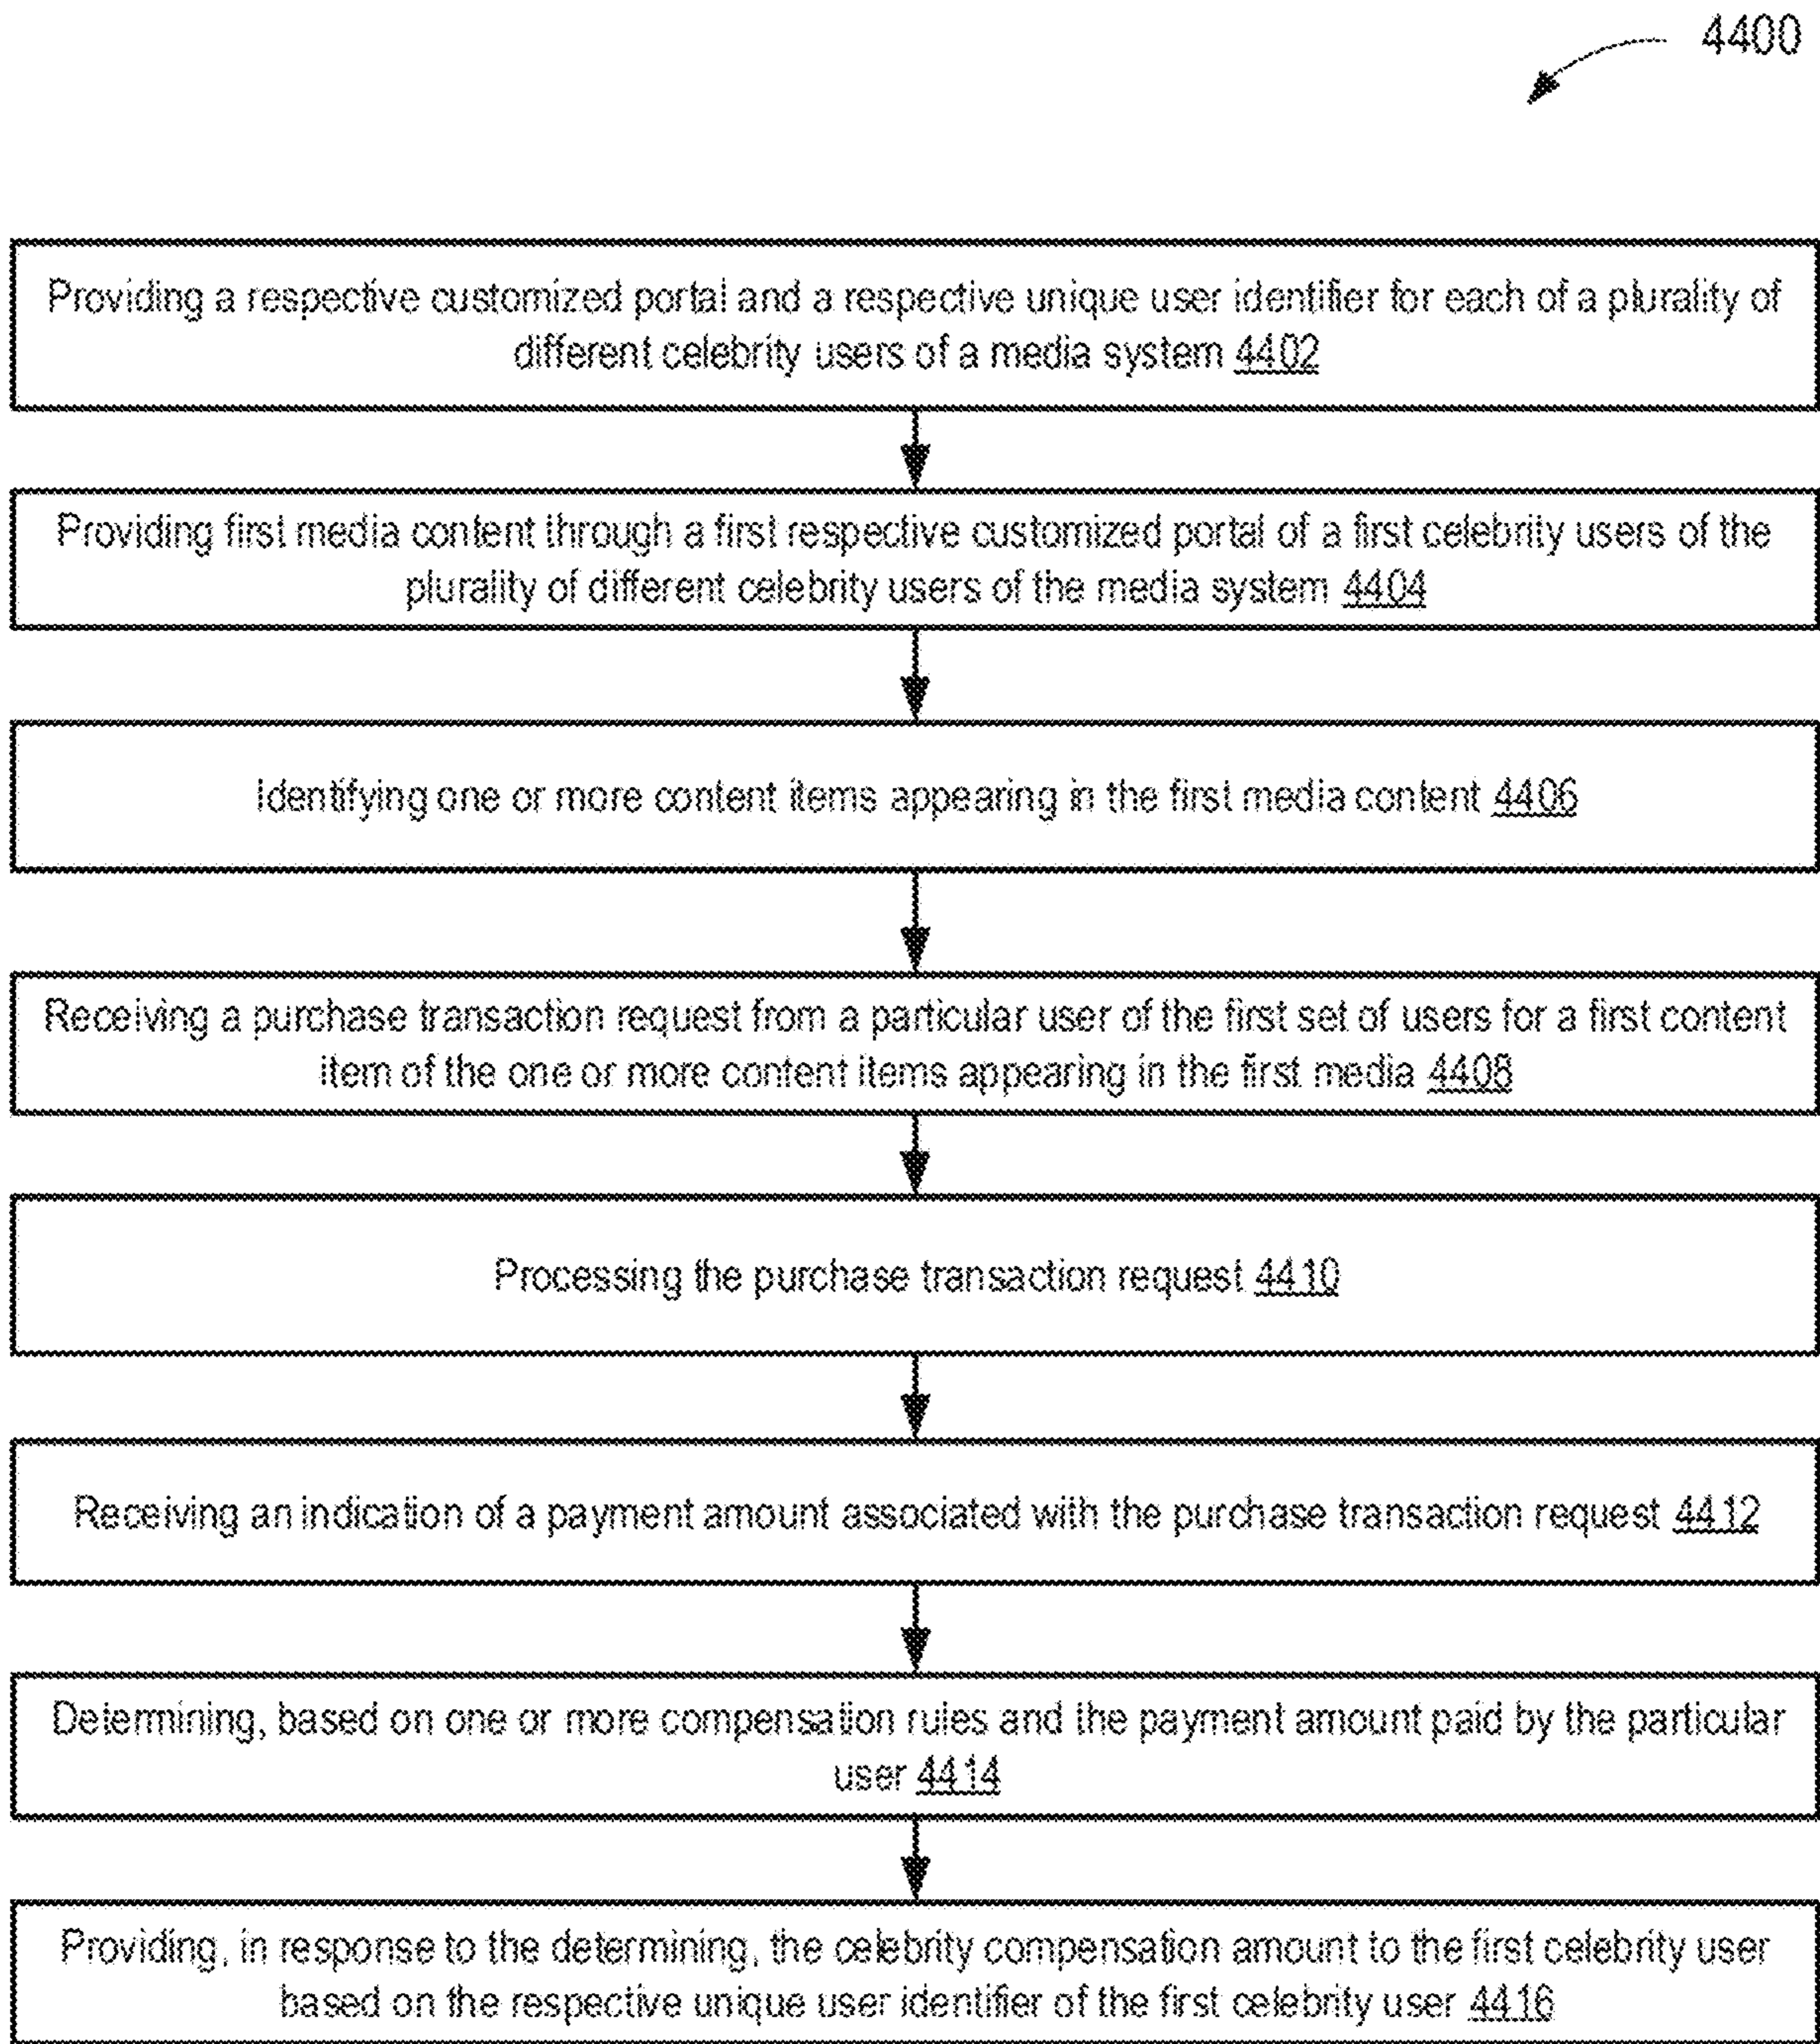 4400
Providing a respective customized portal and a respective unique user identifier for each of a plurality of
different celebrity users of a media system 4402
Providing first media content through a first respective customized portal of a first celebrity users of the
plurality of different celebrity users of the media system 4404
Identifying one or more content items appearing in the first media content 4406
Receiving a purchase transaction request from a particular user of the first set of users for a first content
item of the one or more content items appearing in the first media 4408
Processing the purchase transaction request 4410
Receiving an indication of a payment amount associated with the purchase transaction request 4412
Determining, based on one or more compensation rules and the payment amount paid by the particular
user 4414
Providing, in response to the determining, the celebrity compensation amount to the first celebrity user
based on the respective unique user identifier of the first celebrity user 4416